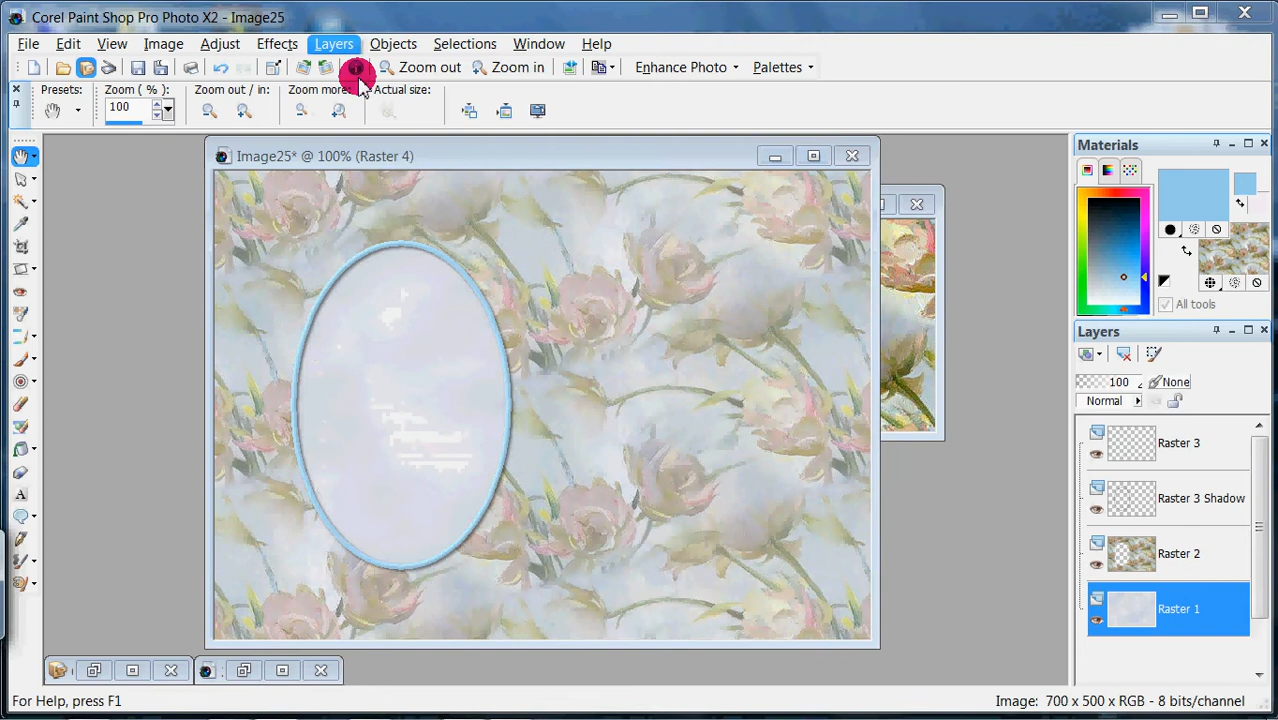 Corel Paint Shop Pro Photo X2 - Image25
File Edit View Image Adjust Effects Layers Objects Selections Window Help
Zoom out Zoom in Enhance Photo Palettes
Presets: Zoom ( % ): Zoom out / in: Zoom more: Actual size:
100
Image25* @ 100% (Raster 4)
Materials
All tools
Layers
100 None
Normal
Raster 3
Raster 3 Shadow
Raster 2
Raster 1
For Help, press F1 Image: 700 x 500 x RGB - 8 bits/channel